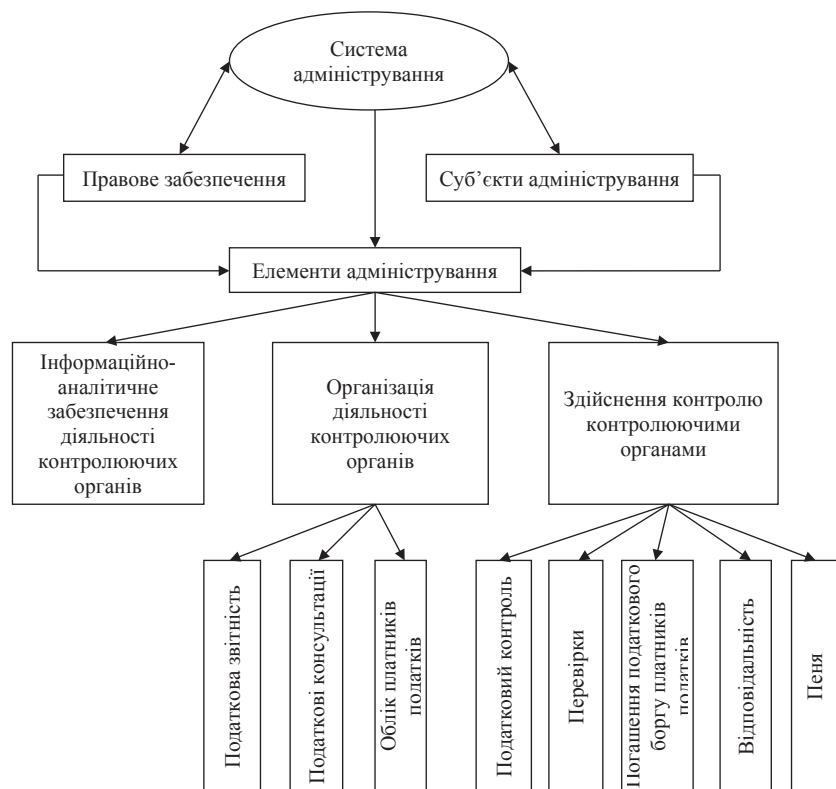 Система
адміністрування
Правове забезпечення
Суб’єкти адміністрування
Елементи адміністрування
Інформаційно-
аналітичне
забезпечення
діяльності
контролюючих
органів
Організація
діяльності
контролюючих
органів
Здійснення контролю
контролюючими
органами
Податкова звітність
Податкові консультації
Облік платників
податків
Податковий контроль
Перевірки
Погашення податкового
боргу платників
податків
Відповідальність
Пеня